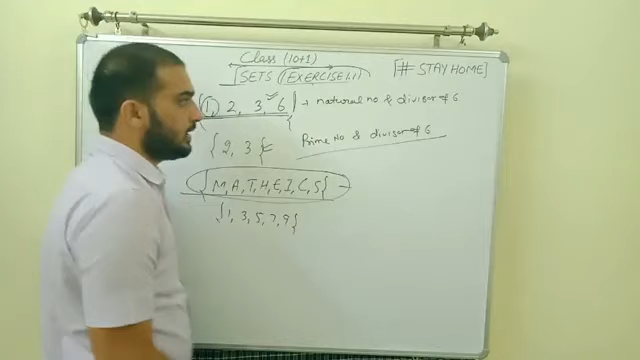 Class (10+1)
SETS (EXERCISE 1.1)
[# STAY HOME]
{1, 2, 3, 6} → natural no & divisor of 6
{2, 3} Prime No & divisor of 6
{M, A, T, H, E, I, C, S}
{1, 3, 5, 7, 9}